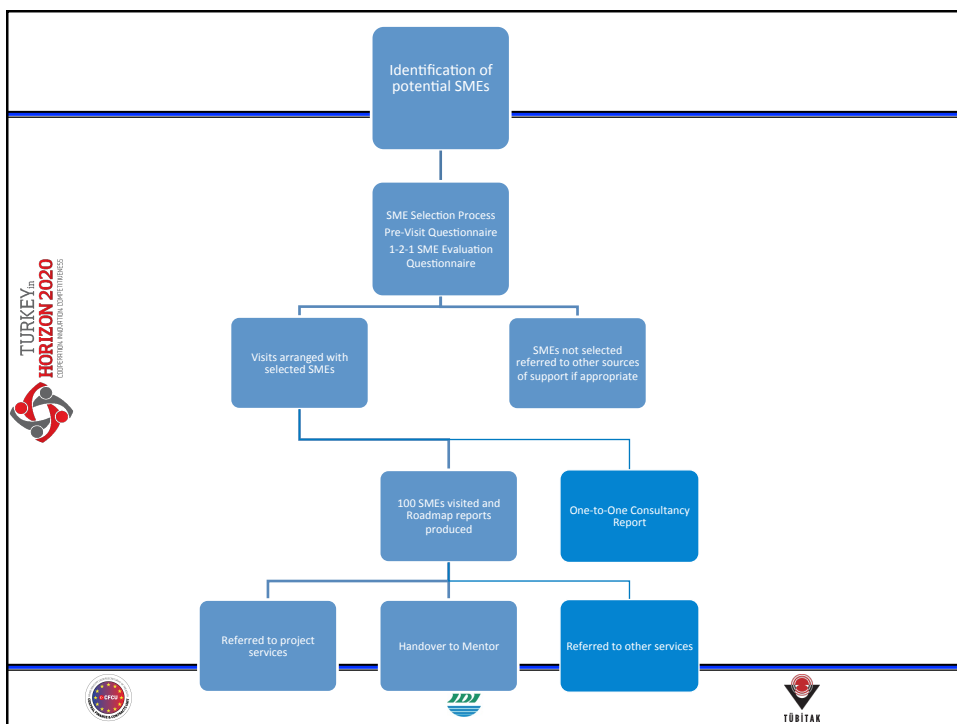 Identification of
potential SMEs
SME Selection Process
Pre-Visit Questionnaire
1-2-1 SME Evaluation
Questionnaire
TURKEY in
HORIZON 2020
COOPERATION, INNOVATION, COMPETITIVENESS
Visits arranged with
selected SMEs
SMEs not selected
referred to other sources
of support if appropriate
100 SMEs visited and
Roadmap reports
produced
One-to-One Consultancy
Report
Referred to project
services
Handover to Mentor
Referred to other services
CFCU
TÜBİTAK